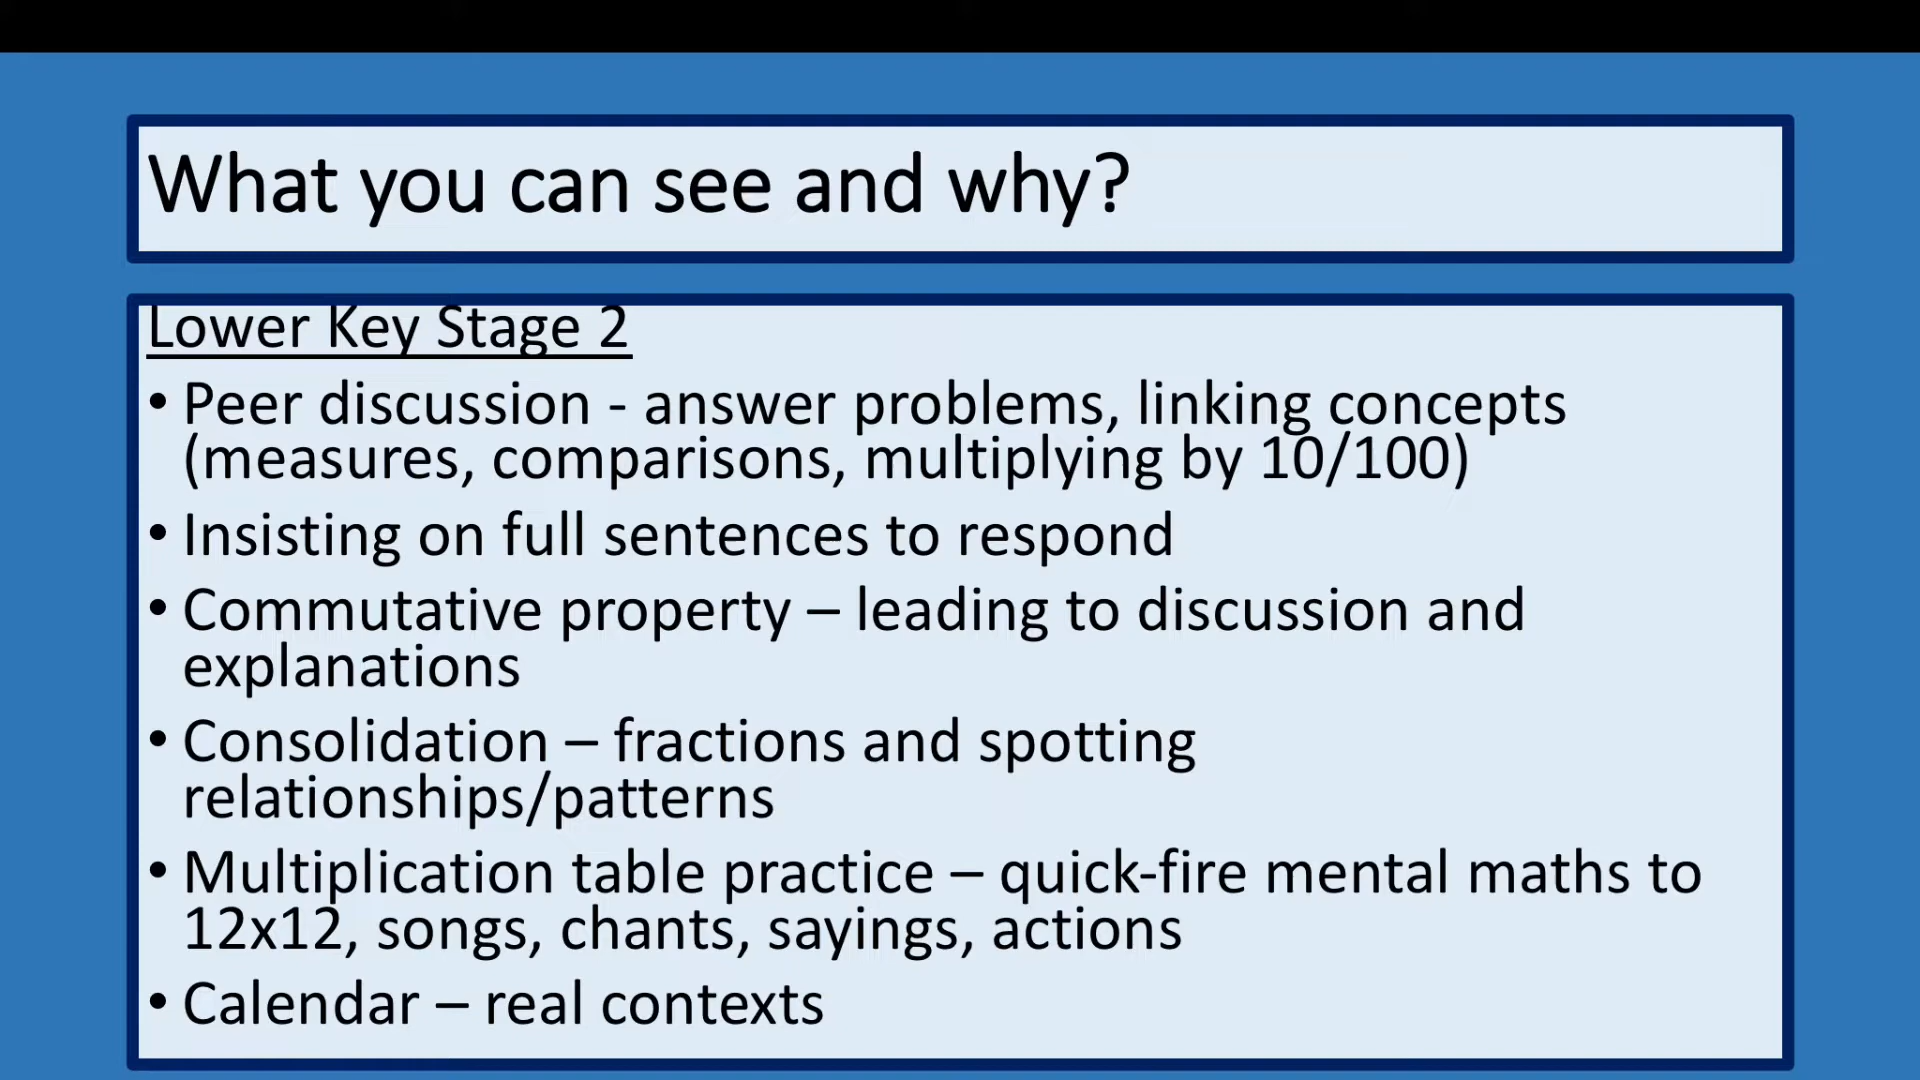 What you can see and why?
Lower Key Stage 2
• Peer discussion - answer problems, linking concepts
(measures, comparisons, multiplying by 10/100)
• Insisting on full sentences to respond
• Commutative property – leading to discussion and
explanations
• Consolidation – fractions and spotting
relationships/patterns
• Multiplication table practice – quick-fire mental maths to
12x12, songs, chants, sayings, actions
• Calendar – real contexts